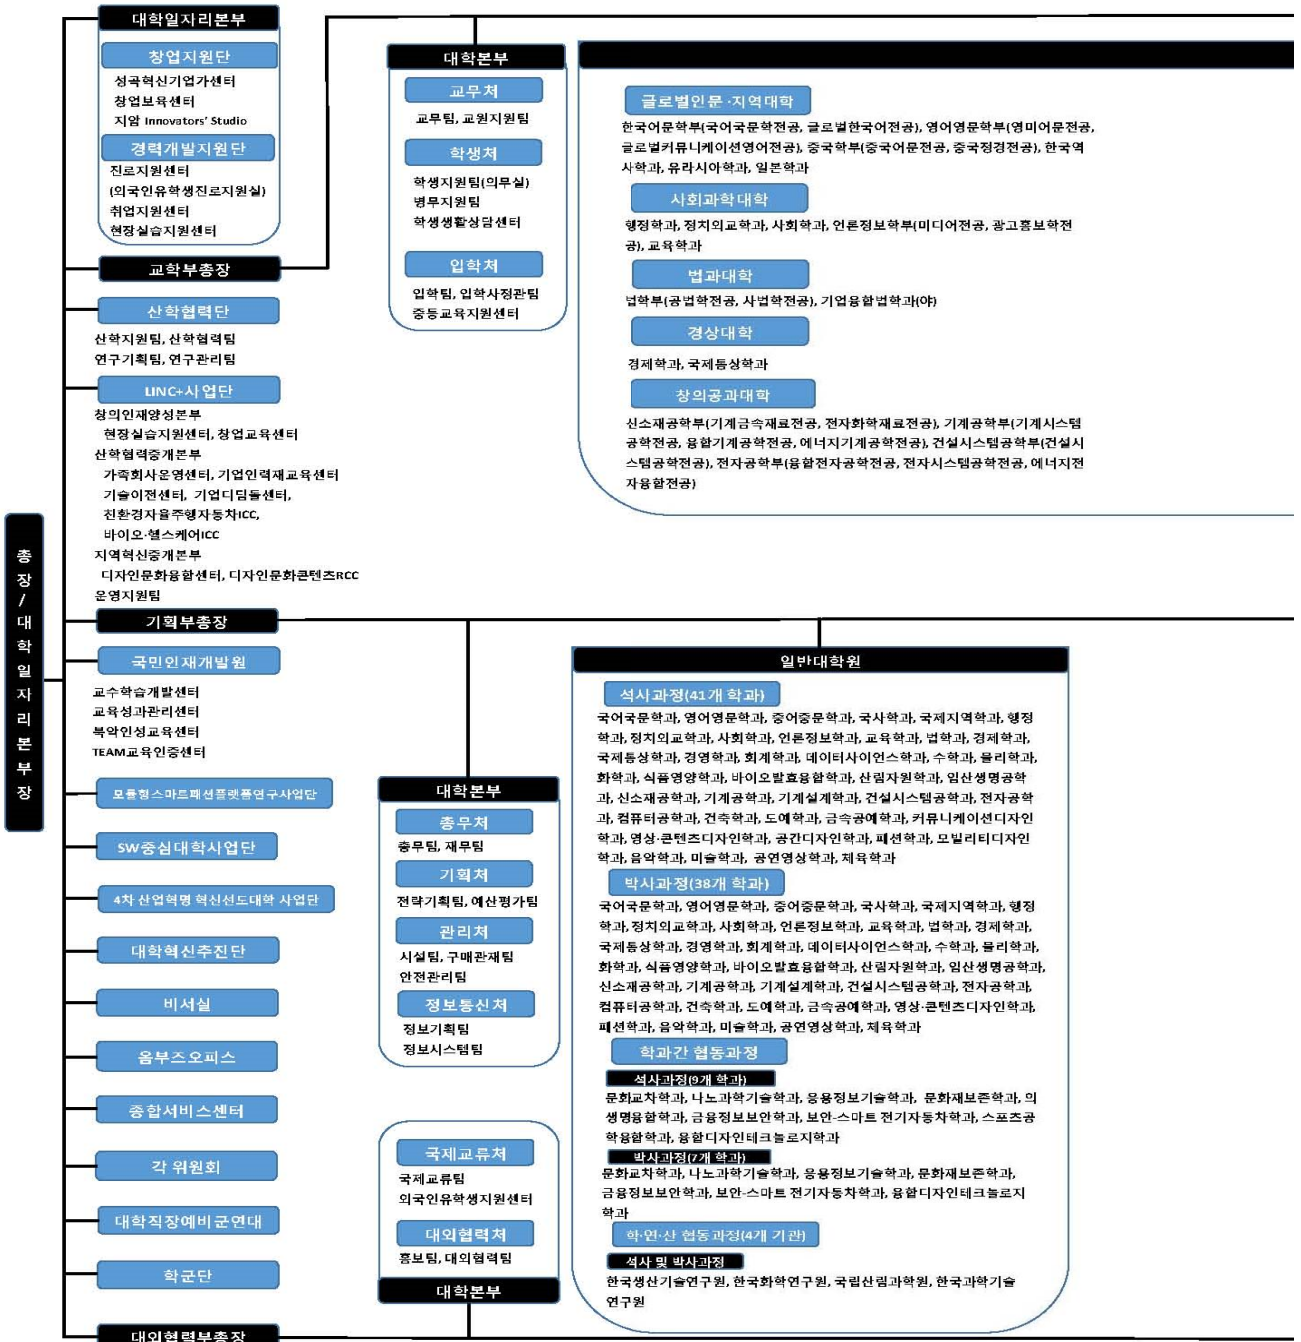 총장/대학일자리본부장
대학일자리본부
창업지원단
성곡혁신기업가센터
창업보육센터
지암 Innovators' Studio
경력개발지원단
진로지원센터
(외국인유학생진로지원실)
취업지원센터
현장실습지원센터
교학부총장
산학협력단
산학지원팀, 산학협력팀
연구기획팀, 연구관리팀
LINC+사업단
창의인재양성본부
현장실습지원센터, 창업교육센터
산학협력중개본부
가족회사운영센터, 기업인력재교육센터
기술이전센터, 기업디딤돌센터,
친환경자율주행자동차ICC,
바이오·헬스케어ICC
지역혁신중개본부
디자인문화융합센터, 디자인문화콘텐츠RCC
운영지원팀
기획부총장
국민인재개발원
교수학습개발센터
교육성과관리센터
북악인성교육센터
TEAM교육인증센터
모듈형스마트패션플랫폼연구사업단
SW중심대학사업단
4차 산업혁명 혁신선도대학 사업단
대학혁신추진단
비서실
옴부즈오피스
종합서비스센터
각 위원회
대학직장예비군연대
학군단
대외협력부총장
대학본부
교무처
교무팀, 교원지원팀
학생처
학생지원팀(의무실)
병무지원팀
학생생활상담센터
입학처
입학팀, 입학사정관팀
중등교육지원센터
글로벌인문·지역대학
한국어문학부(국어국문학전공, 글로벌한국어전공), 영어영문학부(영미어문전공,
글로벌커뮤니케이션영어전공), 중국학부(중국어문전공, 중국정경전공), 한국역
사학과, 유라시아학과, 일본학과
사회과학대학
행정학과, 정치외교학과, 사회학과, 언론정보학부(미디어전공, 광고홍보학전
공), 교육학과
법과대학
법학부(공법학전공, 사법학전공), 기업융합법학과(야)
경상대학
경제학과, 국제통상학과
창의공과대학
신소재공학부(기계금속재료전공, 전자화학재료전공), 기계공학부(기계시스템
공학전공, 융합기계공학전공, 에너지기계공학전공), 건설시스템공학부(건설시
스템공학전공), 전자공학부(융합전자공학전공, 전자시스템공학전공, 에너지전
자융합전공)
대학본부
총무처
총무팀, 재무팀
기획처
전략기획팀, 예산평가팀
관리처
시설팀, 구매관재팀
안전관리팀
정보통신처
정보기획팀
정보시스템팀
국제교류처
국제교류팀
외국인유학생지원센터
대외협력처
홍보팀, 대외협력팀
대학본부
일반대학원
석사과정(41개 학과)
국어국문학과, 영어영문학과, 중어중문학과, 국사학과, 국제지역학과, 행정
학과, 정치외교학과, 사회학과, 언론정보학과, 교육학과, 법학과, 경제학과,
국제통상학과, 경영학과, 회계학과, 데이터사이언스학과, 수학과, 물리학과,
화학과, 식품영양학과, 바이오발효융합학과, 산림자원학과, 임산생명공학
과, 신소재공학과, 기계공학과, 기계설계학과, 건설시스템공학과, 전자공학
과, 컴퓨터공학과, 건축학과, 도예학과, 금속공예학과, 커뮤니케이션디자인
학과, 영상·콘텐츠디자인학과, 공간디자인학과, 패션학과, 모빌리티디자인
학과, 음악학과, 미술학과, 공연영상학과, 체육학과
박사과정(38개 학과)
국어국문학과, 영어영문학과, 중어중문학과, 국사학과, 국제지역학과, 행정
학과, 정치외교학과, 사회학과, 언론정보학과, 교육학과, 법학과, 경제학과,
국제통상학과, 경영학과, 회계학과, 데이터사이언스학과, 수학과, 물리학과,
화학과, 식품영양학과, 바이오발효융합학과, 산림자원학과, 임산생명공학과,
신소재공학과, 기계공학과, 기계설계학과, 건설시스템공학과, 전자공학과,
컴퓨터공학과, 건축학과, 도예학과, 금속공예학과, 영상·콘텐츠디자인학과,
패션학과, 음악학과, 미술학과, 공연영상학과, 체육학과
학과간 협동과정
석사과정(9개 학과)
문화교차학과, 나노과학기술학과, 응용정보기술학과, 문화재보존학과, 의
생명융합학과, 금융정보보안학과, 보안-스마트 전기자동차학과, 스포츠공
학융합학과, 융합디자인테크놀로지학과
박사과정(7개 학과)
문화교차학과, 나노과학기술학과, 응용정보기술학과, 문화재보존학과,
금융정보보안학과, 보안-스마트 전기자동차학과, 융합디자인테크놀로지
학과
학·연·산 협동과정(4개 기관)
석사 및 박사과정
한국생산기술연구원, 한국화학연구원, 국립산림과학원, 한국과학기술
연구원